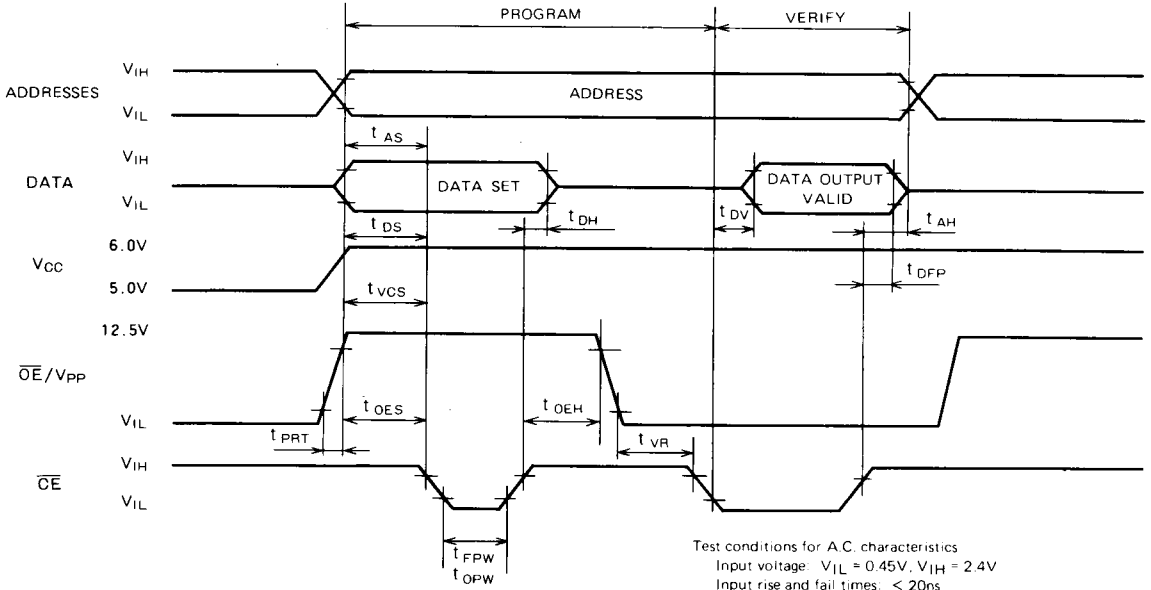 PROGRAM
VERIFY
ADDRESSES
VIH
VIL
ADDRESS
tAS
DATA
VIH
VIL
DATA SET
DATA OUTPUT
VALID
tDS
tDH
tDV
tAH
VCC
6.0V
5.0V
tVCS
tDFP
OE/VPP
12.5V
VIL
tOES
tOEH
tPRT
tVR
CE
VIH
VIL
tFPW
tOPW
Test conditions for A.C. characteristics
Input voltage: VIL = 0.45V, VIH = 2.4V
Input rise and fall times: < 20ns